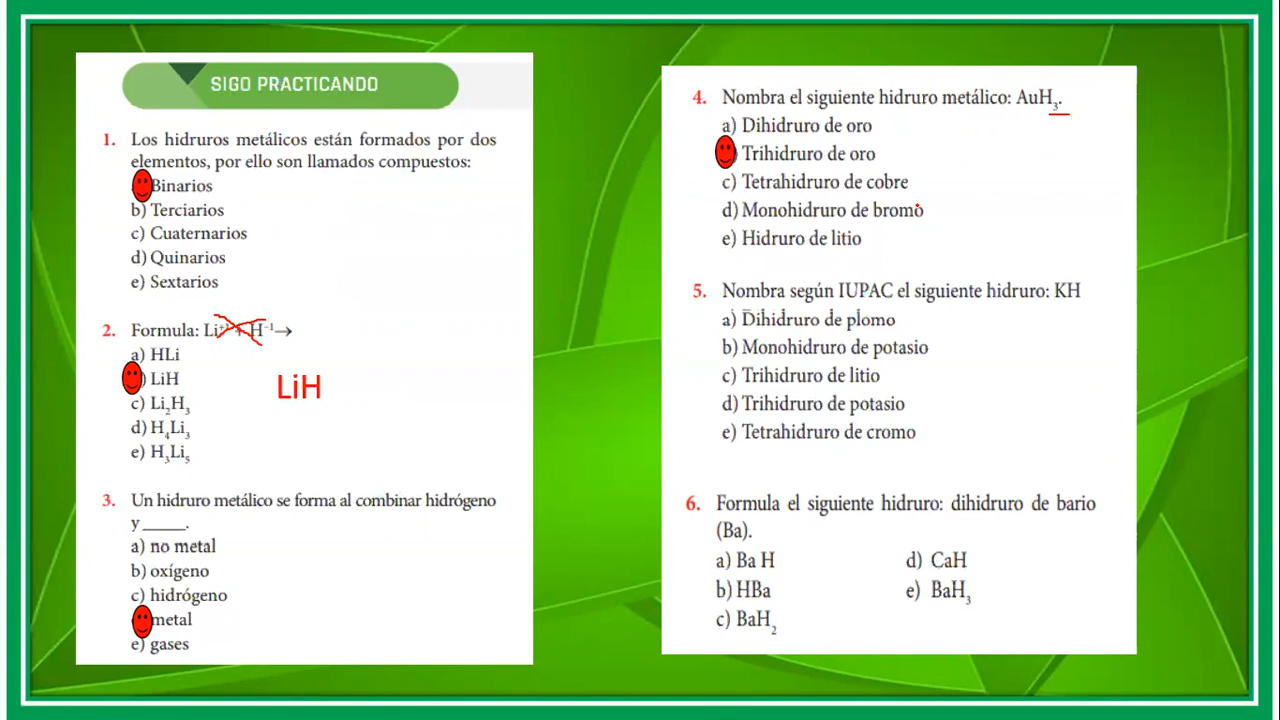 SIGO PRACTICANDO
1. Los hidruros metálicos están formados por dos
elementos, por ello son llamados compuestos:
Binarios
b) Terciarios
c) Cuaternarios
d) Quinarios
e) Sextarios
2. Formula: Li⁺¹ + H⁻¹→
a) HLi
) LiH
LiH
c) Li₂H₃
d) H₄Li₃
e) H₃Li₅
3. Un hidruro metálico se forma al combinar hidrógeno
y _____.
a) no metal
b) oxígeno
c) hidrógeno
metal
e) gases
4. Nombra el siguiente hidruro metálico: AuH₃.
a) Dihidruro de oro
) Trihidruro de oro
c) Tetrahidruro de cobre
d) Monohidruro de bromo
e) Hidruro de litio
5. Nombra según IUPAC el siguiente hidruro: KH
a) Dihidruro de plomo
b) Monohidruro de potasio
c) Trihidruro de litio
d) Trihidruro de potasio
e) Tetrahidruro de cromo
6. Formula el siguiente hidruro: dihidruro de bario
(Ba).
a) Ba H
b) HBa
c) BaH₂
d) CaH
e) BaH₃